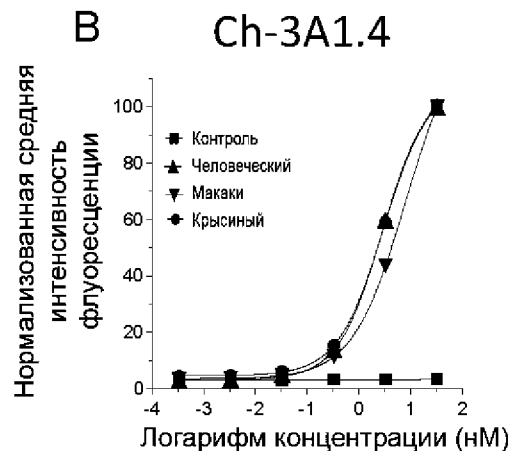 B
Ch-3A1.4
Нормализованная средняя
интенсивность
флуоресценции
100
80
60
40
20
0
Контроль
Человеческий
Макаки
Крысиный
-4 -3 -2 -1 0 1 2
Логарифм концентрации (нМ)